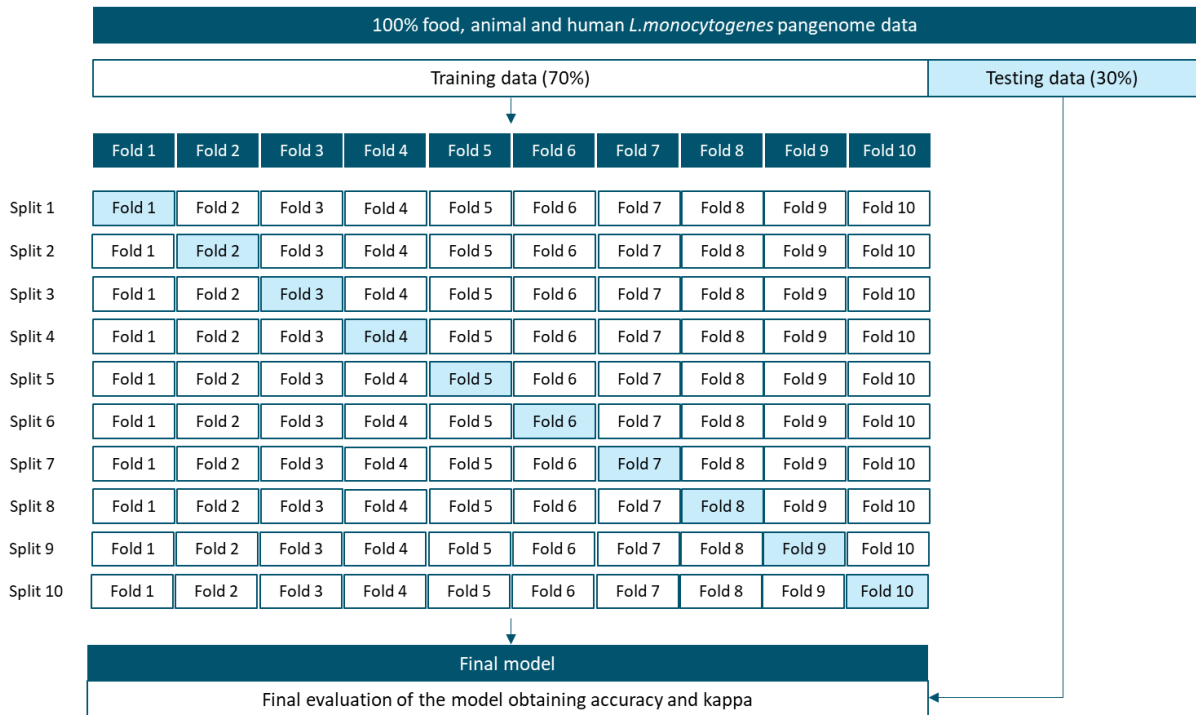 100% food, animal and human L.monocytogenes pangenome data
Training data (70%) Testing data (30%)
Fold 1 Fold 2 Fold 3 Fold 4 Fold 5 Fold 6 Fold 7 Fold 8 Fold 9 Fold 10
Split 1 Fold 1 Fold 2 Fold 3 Fold 4 Fold 5 Fold 6 Fold 7 Fold 8 Fold 9 Fold 10
Split 2 Fold 1 Fold 2 Fold 3 Fold 4 Fold 5 Fold 6 Fold 7 Fold 8 Fold 9 Fold 10
Split 3 Fold 1 Fold 2 Fold 3 Fold 4 Fold 5 Fold 6 Fold 7 Fold 8 Fold 9 Fold 10
Split 4 Fold 1 Fold 2 Fold 3 Fold 4 Fold 5 Fold 6 Fold 7 Fold 8 Fold 9 Fold 10
Split 5 Fold 1 Fold 2 Fold 3 Fold 4 Fold 5 Fold 6 Fold 7 Fold 8 Fold 9 Fold 10
Split 6 Fold 1 Fold 2 Fold 3 Fold 4 Fold 5 Fold 6 Fold 7 Fold 8 Fold 9 Fold 10
Split 7 Fold 1 Fold 2 Fold 3 Fold 4 Fold 5 Fold 6 Fold 7 Fold 8 Fold 9 Fold 10
Split 8 Fold 1 Fold 2 Fold 3 Fold 4 Fold 5 Fold 6 Fold 7 Fold 8 Fold 9 Fold 10
Split 9 Fold 1 Fold 2 Fold 3 Fold 4 Fold 5 Fold 6 Fold 7 Fold 8 Fold 9 Fold 10
Split 10 Fold 1 Fold 2 Fold 3 Fold 4 Fold 5 Fold 6 Fold 7 Fold 8 Fold 9 Fold 10
Final model
Final evaluation of the model obtaining accuracy and kappa